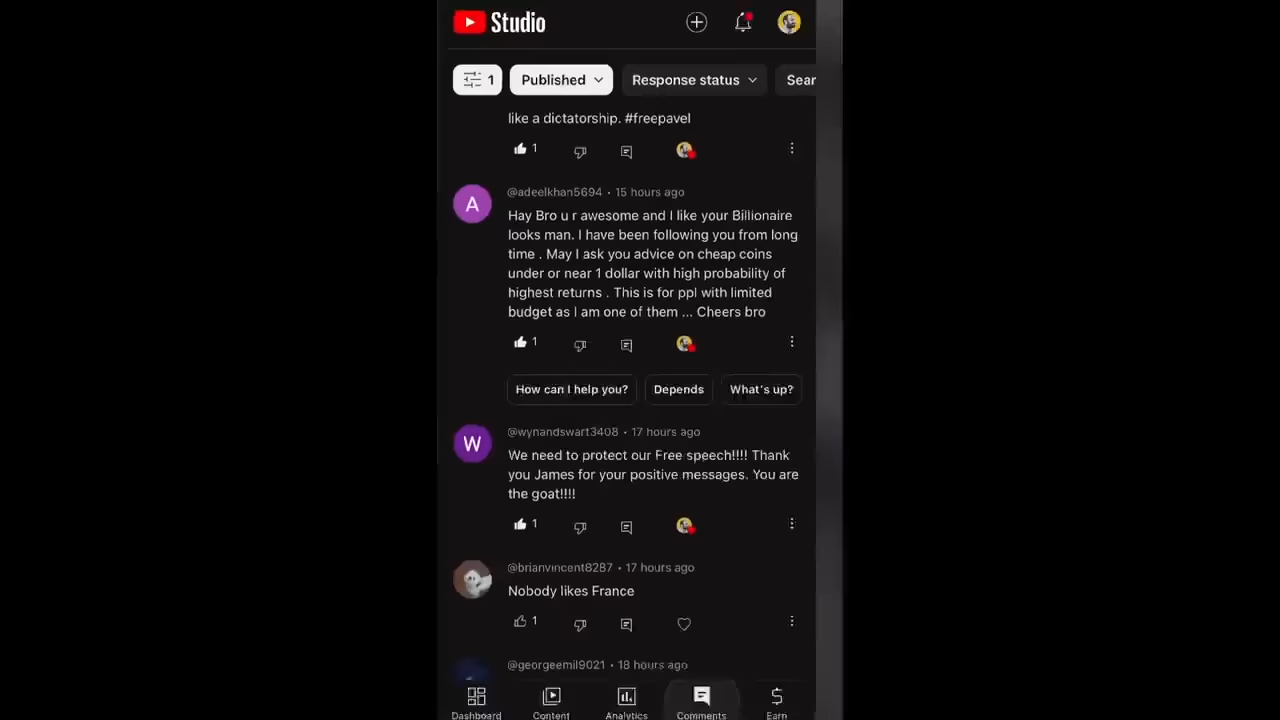 Studio
1 Published Response status Sear
like a dictatorship. #freepavel
1
A @adeelkhan5694 • 15 hours ago
Hay Bro u r awesome and I like your Billionaire
looks man. I have been following you from long
time . May I ask you advice on cheap coins
under or near 1 dollar with high probability of
highest returns . This is for ppl with limited
budget as I am one of them ... Cheers bro
1
How can I help you? Depends What's up?
W @wynandswart3408 • 17 hours ago
We need to protect our Free speech!!!! Thank
you James for your positive messages. You are
the goat!!!!
1
@brianvincent8287 • 17 hours ago
Nobody likes France
1
@georgeemil9021 • 18 hours ago
Dashboard Content Analytics Comments Earn